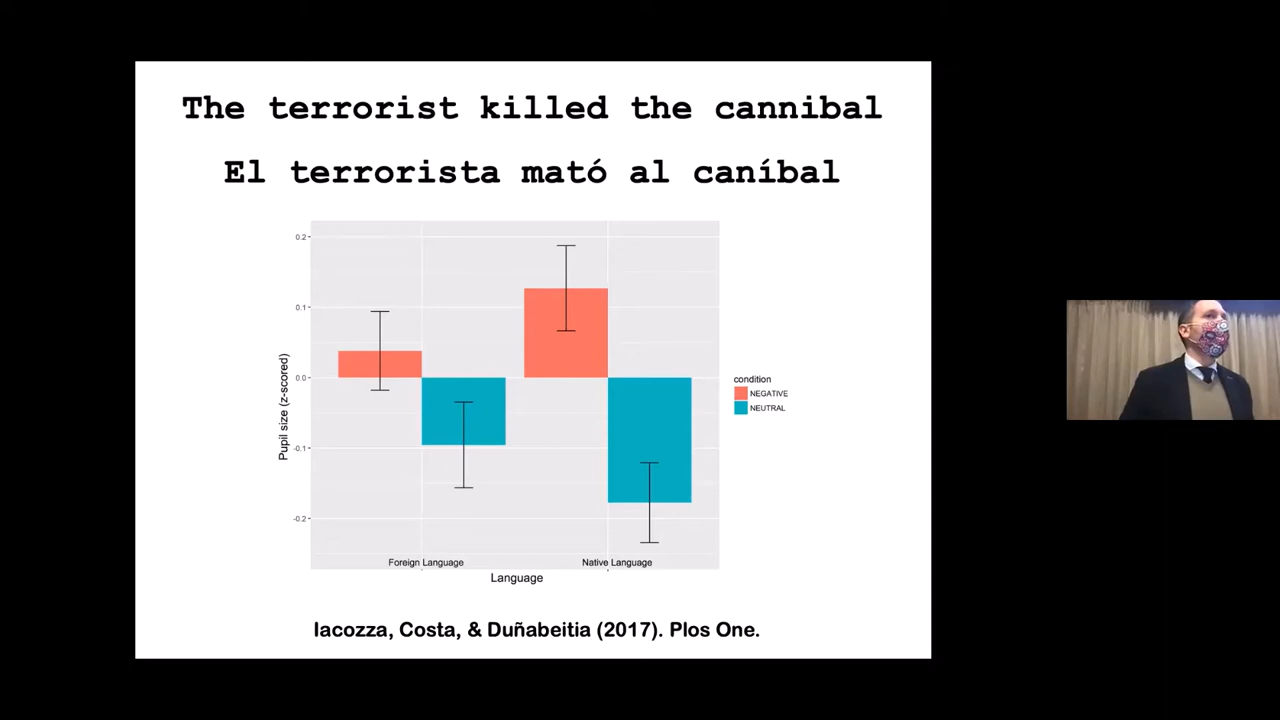 The terrorist killed the cannibal
El terrorista mató al caníbal
0.2
0.1
0.0
-0.1
-0.2
Pupil size (z-scored)
Foreign Language
Native Language
Language
condition
NEGATIVE
NEUTRAL
Iacozza, Costa, & Duñabeitia (2017). Plos One.